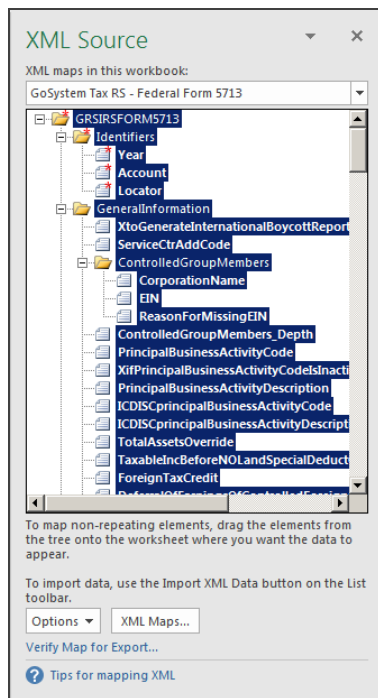 XML Source
XML maps in this workbook:
GoSystem Tax RS - Federal Form 5713
GRSIRSFORM5713
Identifiers
Year
Account
Locator
GeneralInformation
XtoGenerateInternationalBoycottReport
ServiceCtrAddCode
ControlledGroupMembers
CorporationName
EIN
ReasonForMissingEIN
ControlledGroupMembers_Depth
PrincipalBusinessActivityCode
XifPrincipalBusinessActivityCodeIsInacti
PrincipalBusinessActivityDescription
ICDISCprincipalBusinessActivityCode
ICDISCprincipalBusinessActivityDescript
TotalAssetsOverride
TaxableIncBeforeNOLandSpecialDeduct
ForeignTaxCredit
To map non-repeating elements, drag the elements from
the tree onto the worksheet where you want the data to
appear.
To import data, use the Import XML Data button on the List
toolbar.
Options
XML Maps...
Verify Map for Export...
Tips for mapping XML